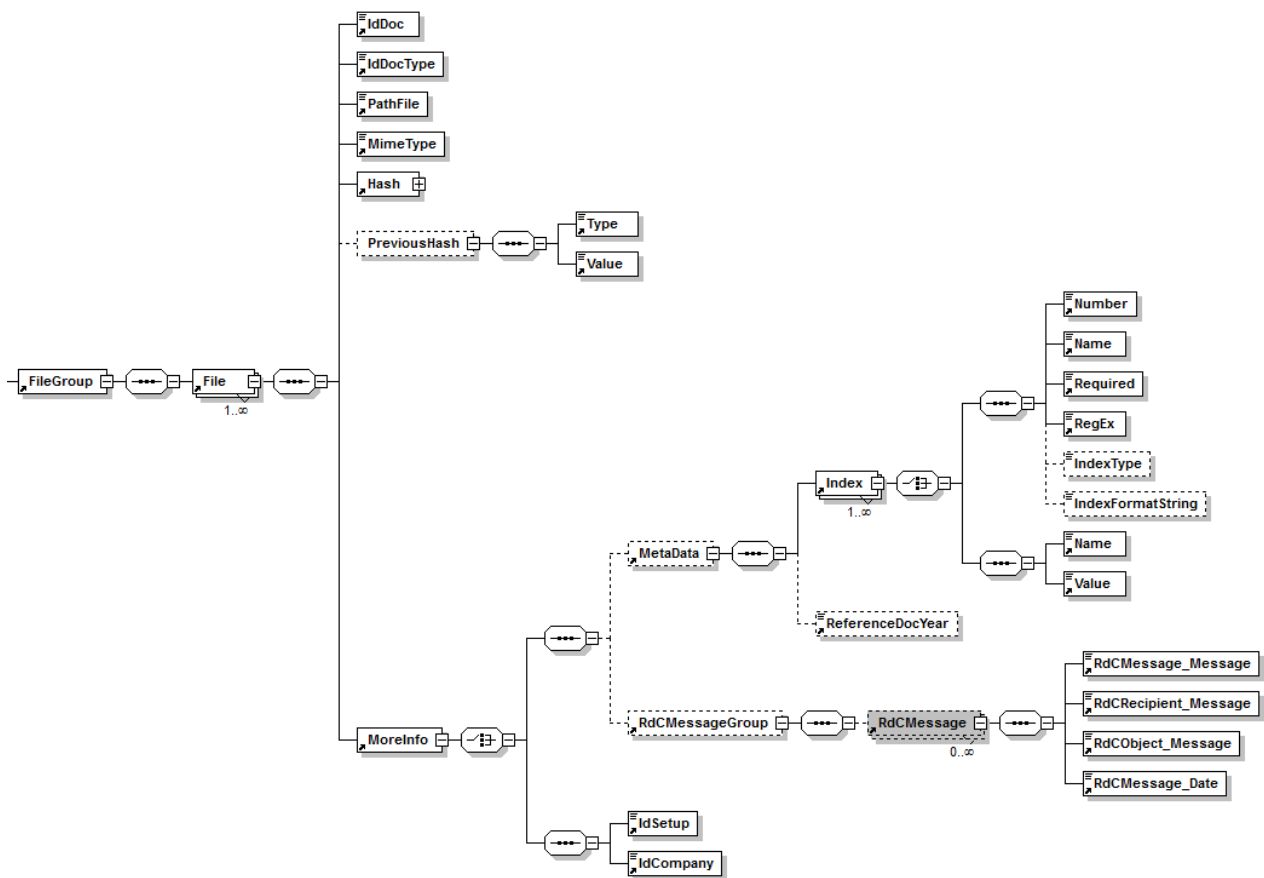 IdDoc
IdDocType
PathFile
MimeType
Hash
PreviousHash
Type
Value
FileGroup
File
1..∞
MoreInfo
MetaData
Index
1..∞
Number
Name
Required
RegEx
IndexType
IndexFormatString
Name
Value
ReferenceDocYear
RdCMessageGroup
RdCMessage
0..∞
RdCMessage_Message
RdCRecipient_Message
RdCObject_Message
RdCMessage_Date
IdSetup
IdCompany